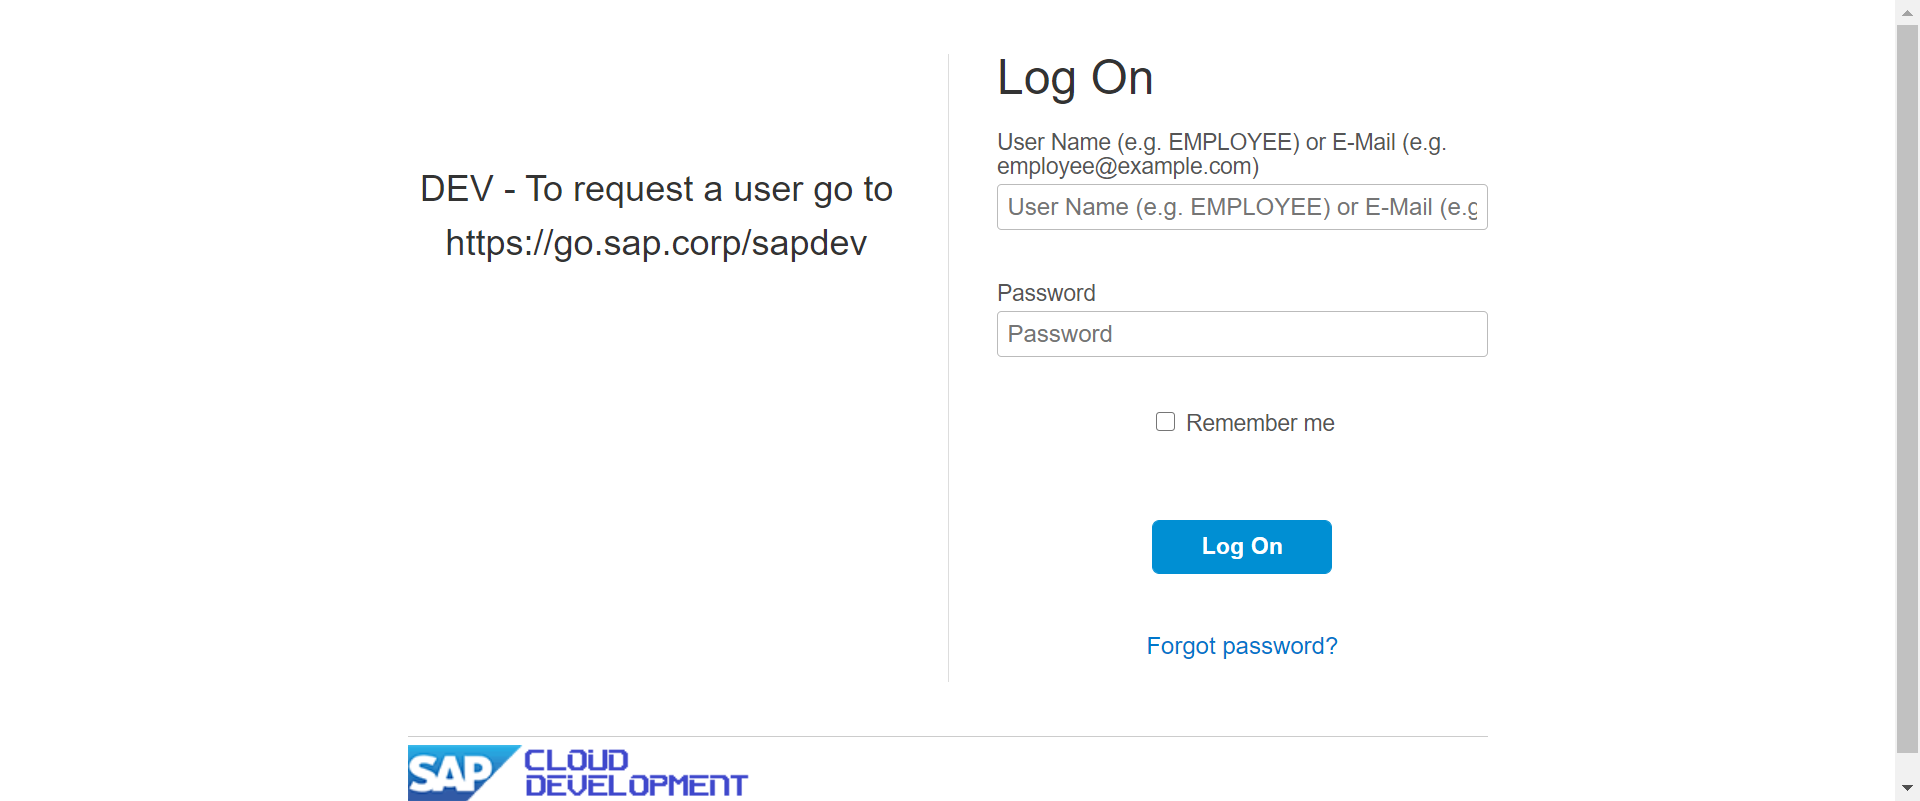 DEV - To request a user go to
https://go.sap.corp/sapdev
Log On
User Name (e.g. EMPLOYEE) or E-Mail (e.g.
employee@example.com)
User Name (e.g. EMPLOYEE) or E-Mail (e.g
Password
Password
Remember me
Log On
Forgot password?
SAP CLOUD
DEVELOPMENT